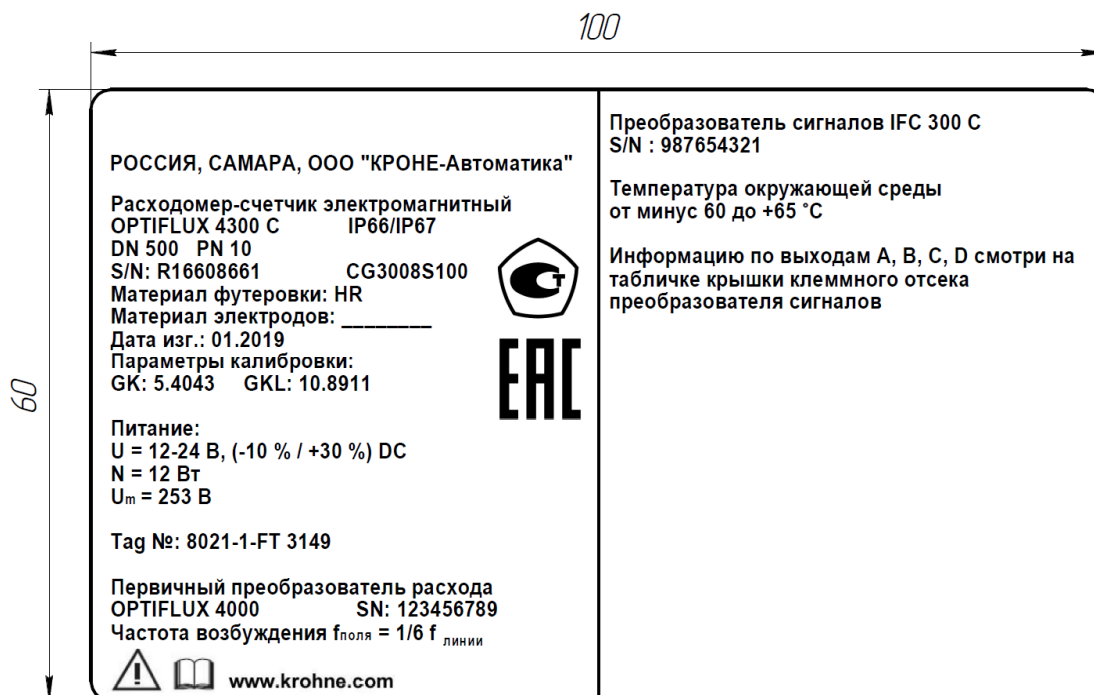 100
60
РОССИЯ, САМАРА, ООО "КРОНЕ-Автоматика"
Расходомер-счетчик электромагнитный
OPTIFLUX 4300 C IP66/IP67
DN 500 PN 10
S/N: R16608661 CG3008S100
Материал футеровки: HR
Материал электродов: ________
Дата изг.: 01.2019
Параметры калибровки:
GK: 5.4043 GKL: 10.8911
Ст
EAC
Питание:
U = 12-24 В, (-10 % / +30 %) DC
N = 12 Вт
Um = 253 В
Tag №: 8021-1-FT 3149
Первичный преобразователь расхода
OPTIFLUX 4000 SN: 123456789
Частота возбуждения fполя = 1/6 f линии
www.krohne.com
Преобразователь сигналов IFC 300 C
S/N : 987654321
Температура окружающей среды
от минус 60 до +65 °C
Информацию по выходам A, B, C, D смотри на
табличке крышки клеммного отсека
преобразователя сигналов